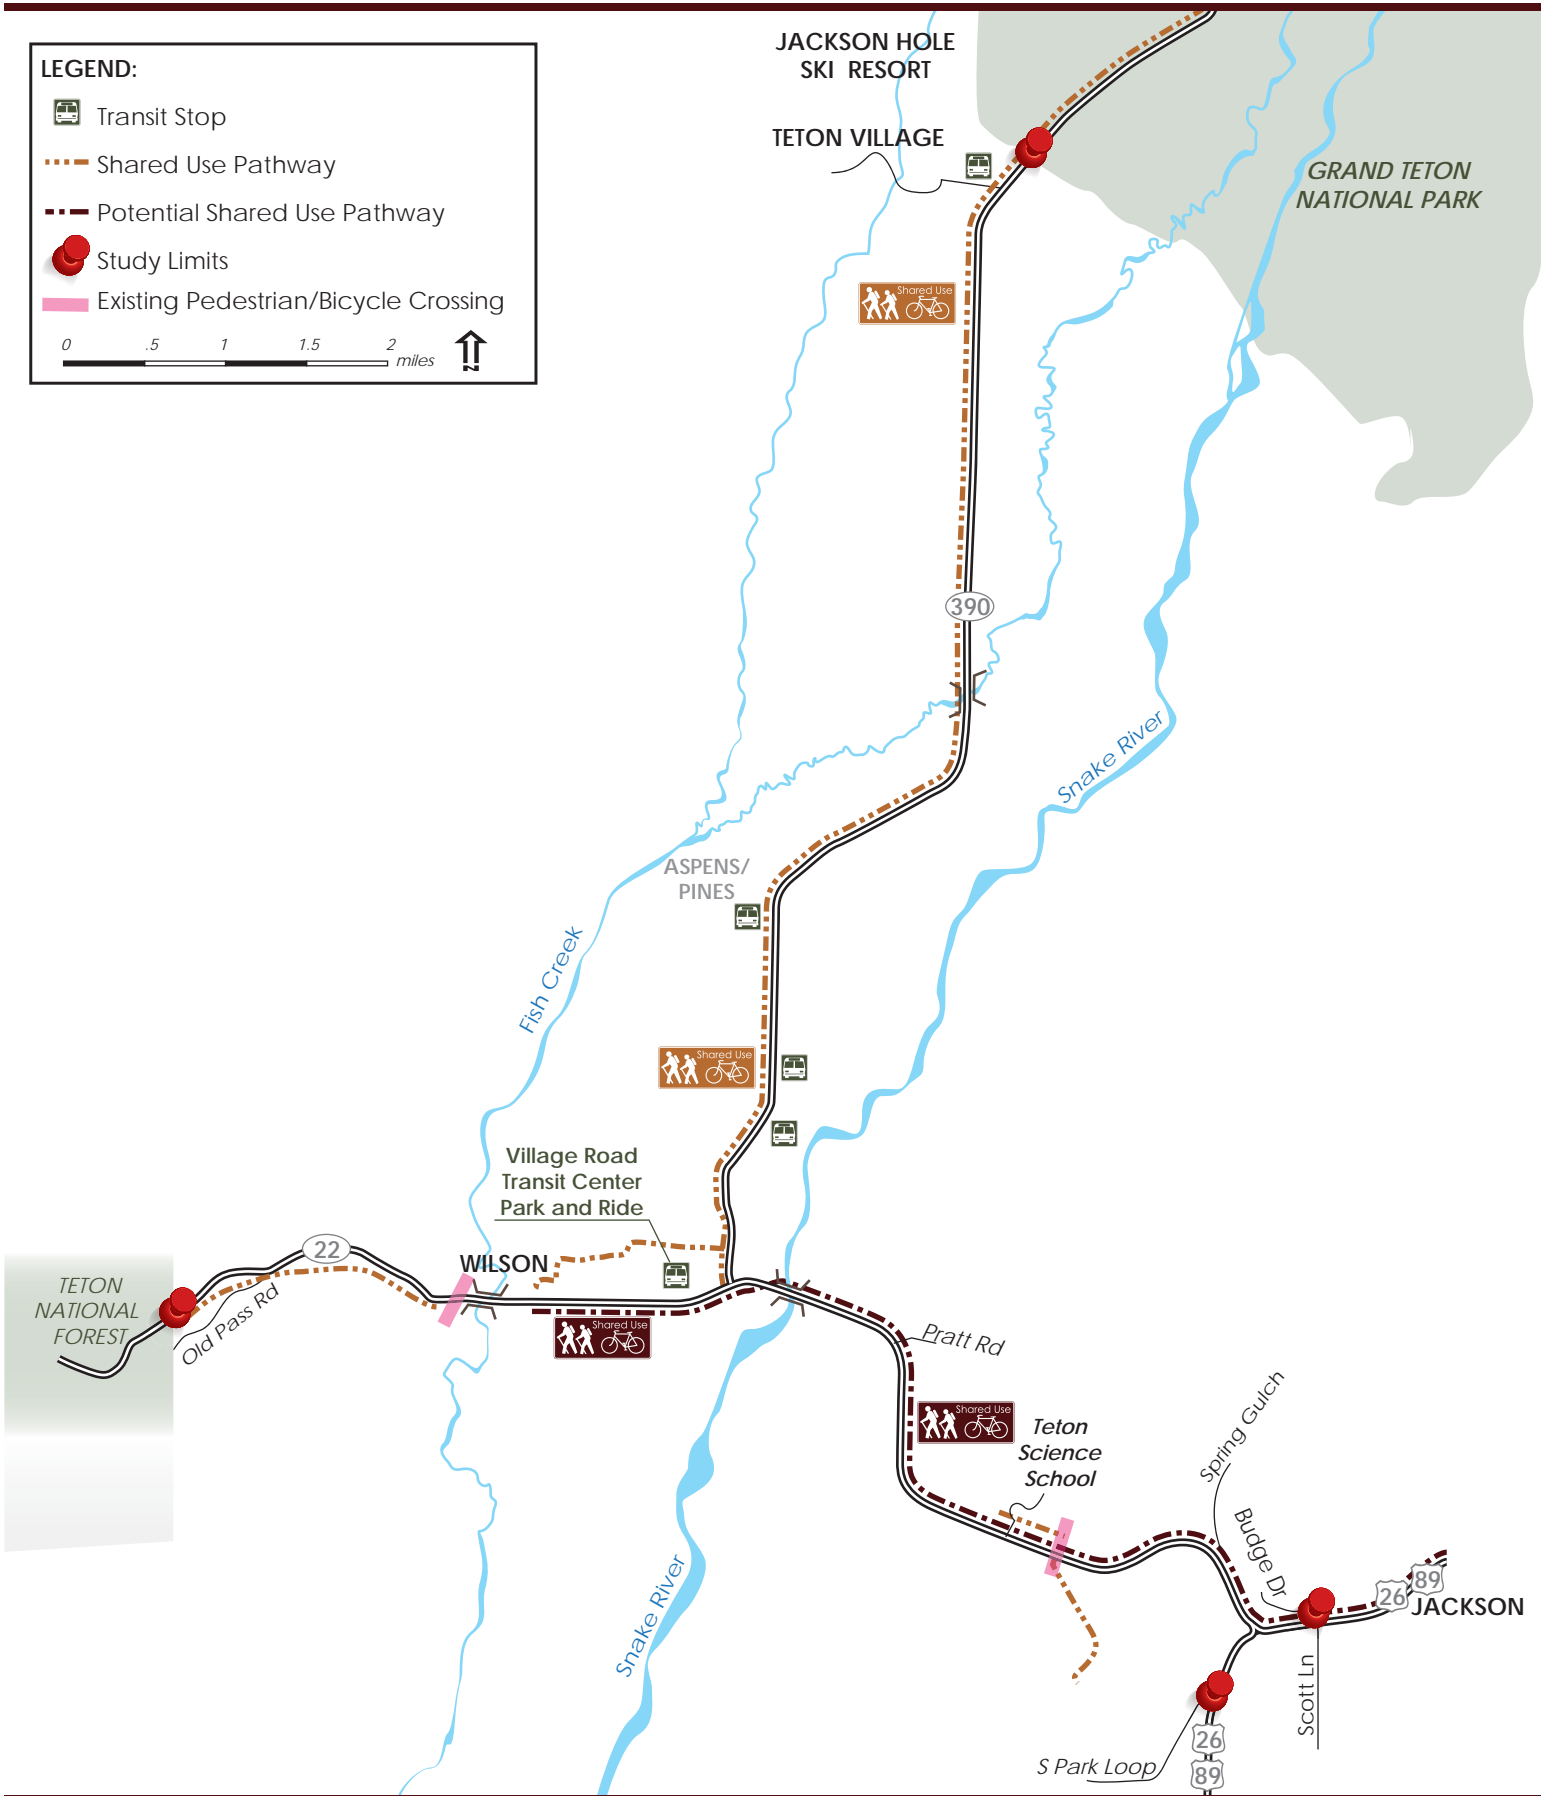 LEGEND:
Transit Stop
Shared Use Pathway
Potential Shared Use Pathway
Study Limits
Existing Pedestrian/Bicycle Crossing
0 .5 1 1.5 2
miles
N
JACKSON HOLE
SKI RESORT
TETON VILLAGE
GRAND TETON
NATIONAL PARK
Shared Use
390
Snake River
ASPENS/
PINES
Fish Creek
Shared Use
Village Road
Transit Center
Park and Ride
22
WILSON
TETON
NATIONAL
FOREST
Old Pass Rd
Shared Use
Pratt Rd
Shared Use
Teton
Science
School
Spring Gulch
Budge Dr
26
89
JACKSON
Snake River
Scott Ln
S Park Loop
26
89